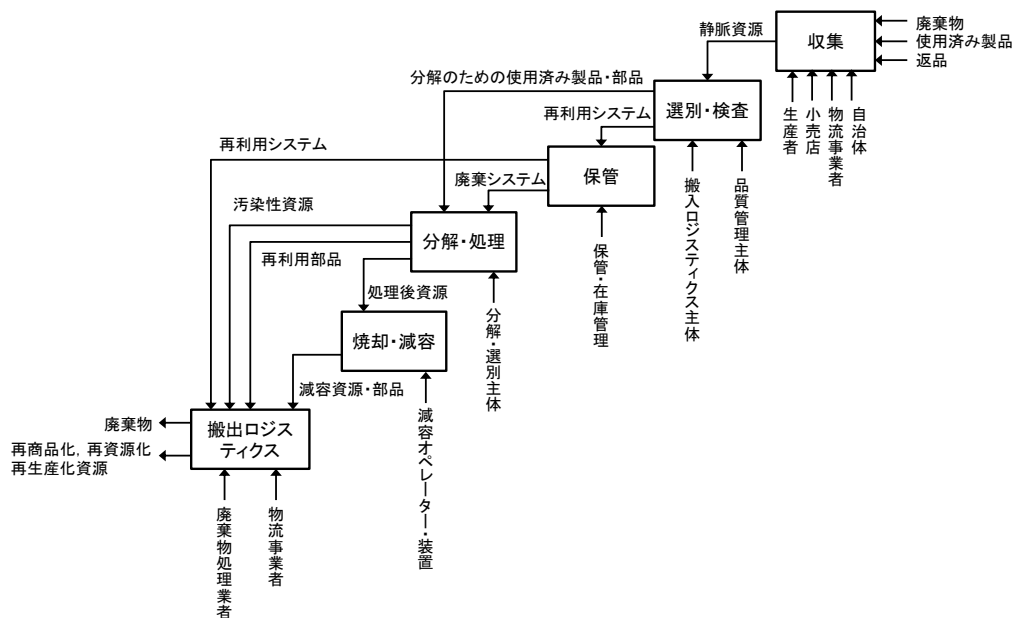 廃棄物
使用済み製品
返品
収集
静脈資源
生産者
小売店
物流事業者
自治体
分解のための使用済み製品・部品
選別・検査
再利用システム
搬入ロジスティクス主体
品質管理主体
再利用システム
保管
廃棄システム
保管・在庫管理
汚染性資源
分解・処理
再利用部品
処理後資源
分解・選別主体
焼却・減容
減容資源・部品
減容オペレーター・装置
搬出ロジス
ティクス
廃棄物
再商品化, 再資源化
再生産化資源
廃棄物処理業者
物流事業者